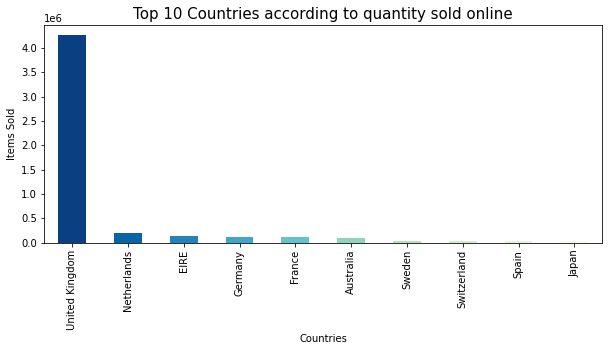 Top 10 Countries according to quantity sold online
1e6
4.0
3.5
3.0
2.5
2.0
1.5
1.0
0.5
0.0
Items Sold
United Kingdom
Netherlands
EIRE
Germany
France
Australia
Sweden
Switzerland
Spain
Japan
Countries